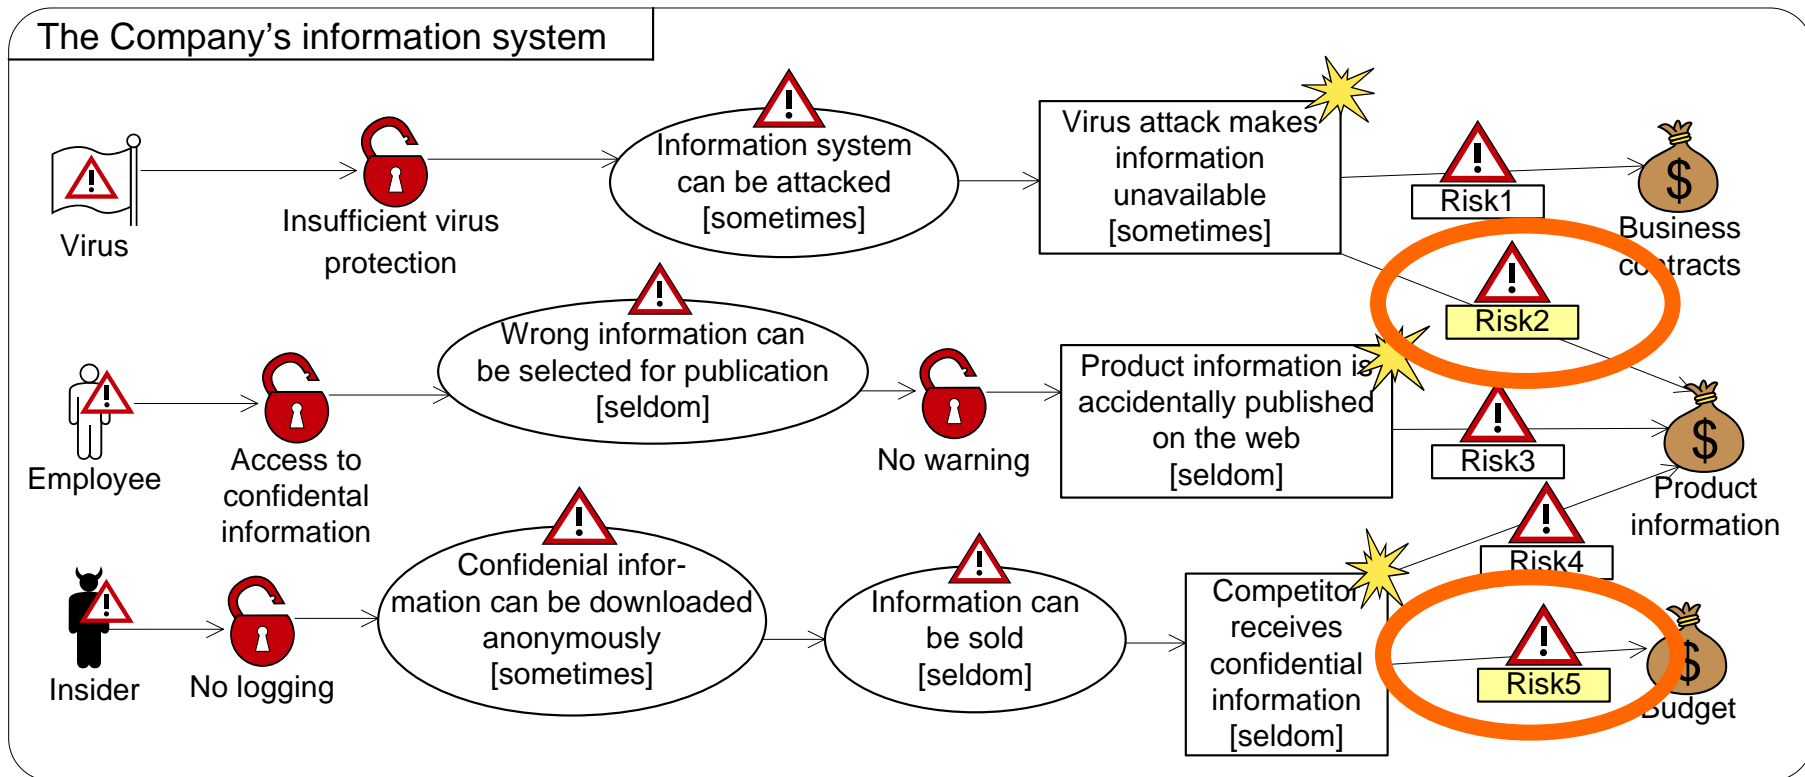 The Company's information system
Virus
Insufficient virus
protection
Information system
can be attacked
[sometimes]
Virus attack makes
information
unavailable
[sometimes]
Risk1
$
Business
contracts
Risk2
Employee
Access to
confidental
information
Wrong information can
be selected for publication
[seldom]
No warning
Product information is
accidentally published
on the web
[seldom]
Risk3
$
Product
information
Risk4
Insider
No logging
Confidenial infor-
mation can be downloaded
anonymously
[sometimes]
Information can
be sold
[seldom]
Competitor
receives
confidential
information
[seldom]
Risk5
$
Budget